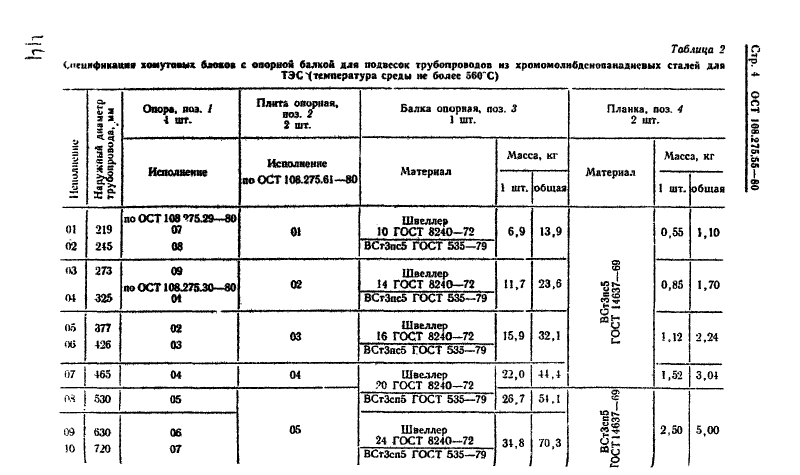 Таблица 2
Спецификация хомутовых блоков с опорной балкой для подвесок трубопроводов из хромомолибденованадиевых сталей для
ТЭС (температура среды не более 560°С)
Стр. 4 ОСТ 108.275.55—80
Исполнение
Наружный диаметр трубопровода, мм
Опора, поз. 1
1 шт.
Плита опорная,
поз. 2
2 шт.
Балка опорная, поз. 3
1 шт.
Планка, поз. 4
2 шт.
Исполнение
Исполнение
по ОСТ 108.275.61—80
Материал
Масса, кг
1 шт. общая
Материал
Масса, кг
1 шт. общая
по ОСТ 108.275.29—80
01 219 07
02 245 08
01
Швеллер
10 ГОСТ 8240—72
ВСт3пс5 ГОСТ 535—79
6,9 13,9
0,55 1,10
03 273 09
по ОСТ 108.275.30—80
04 325 01
02
Швеллер
14 ГОСТ 8240—72
ВСт3пс5 ГОСТ 535—79
11,7 23,6
ВСт3пс5
ГОСТ 14637—69
0,85 1,70
05 377 02
06 426 03
03
Швеллер
16 ГОСТ 8240—72
ВСт3пс5 ГОСТ 535—79
15,9 32,1
1,12 2,24
07 465 04 04
Швеллер
20 ГОСТ 8240—72
ВСт3сп5 ГОСТ 535—79
22,0 44,4
1,52 3,04
08 530 05
26,7 54,1
09 630 06
10 720 07
05
Швеллер
24 ГОСТ 8240—72
ВСт3сп5 ГОСТ 535—79
34,8 70,3
ВСт3сп5
ГОСТ 14637—69
2,50 5,00